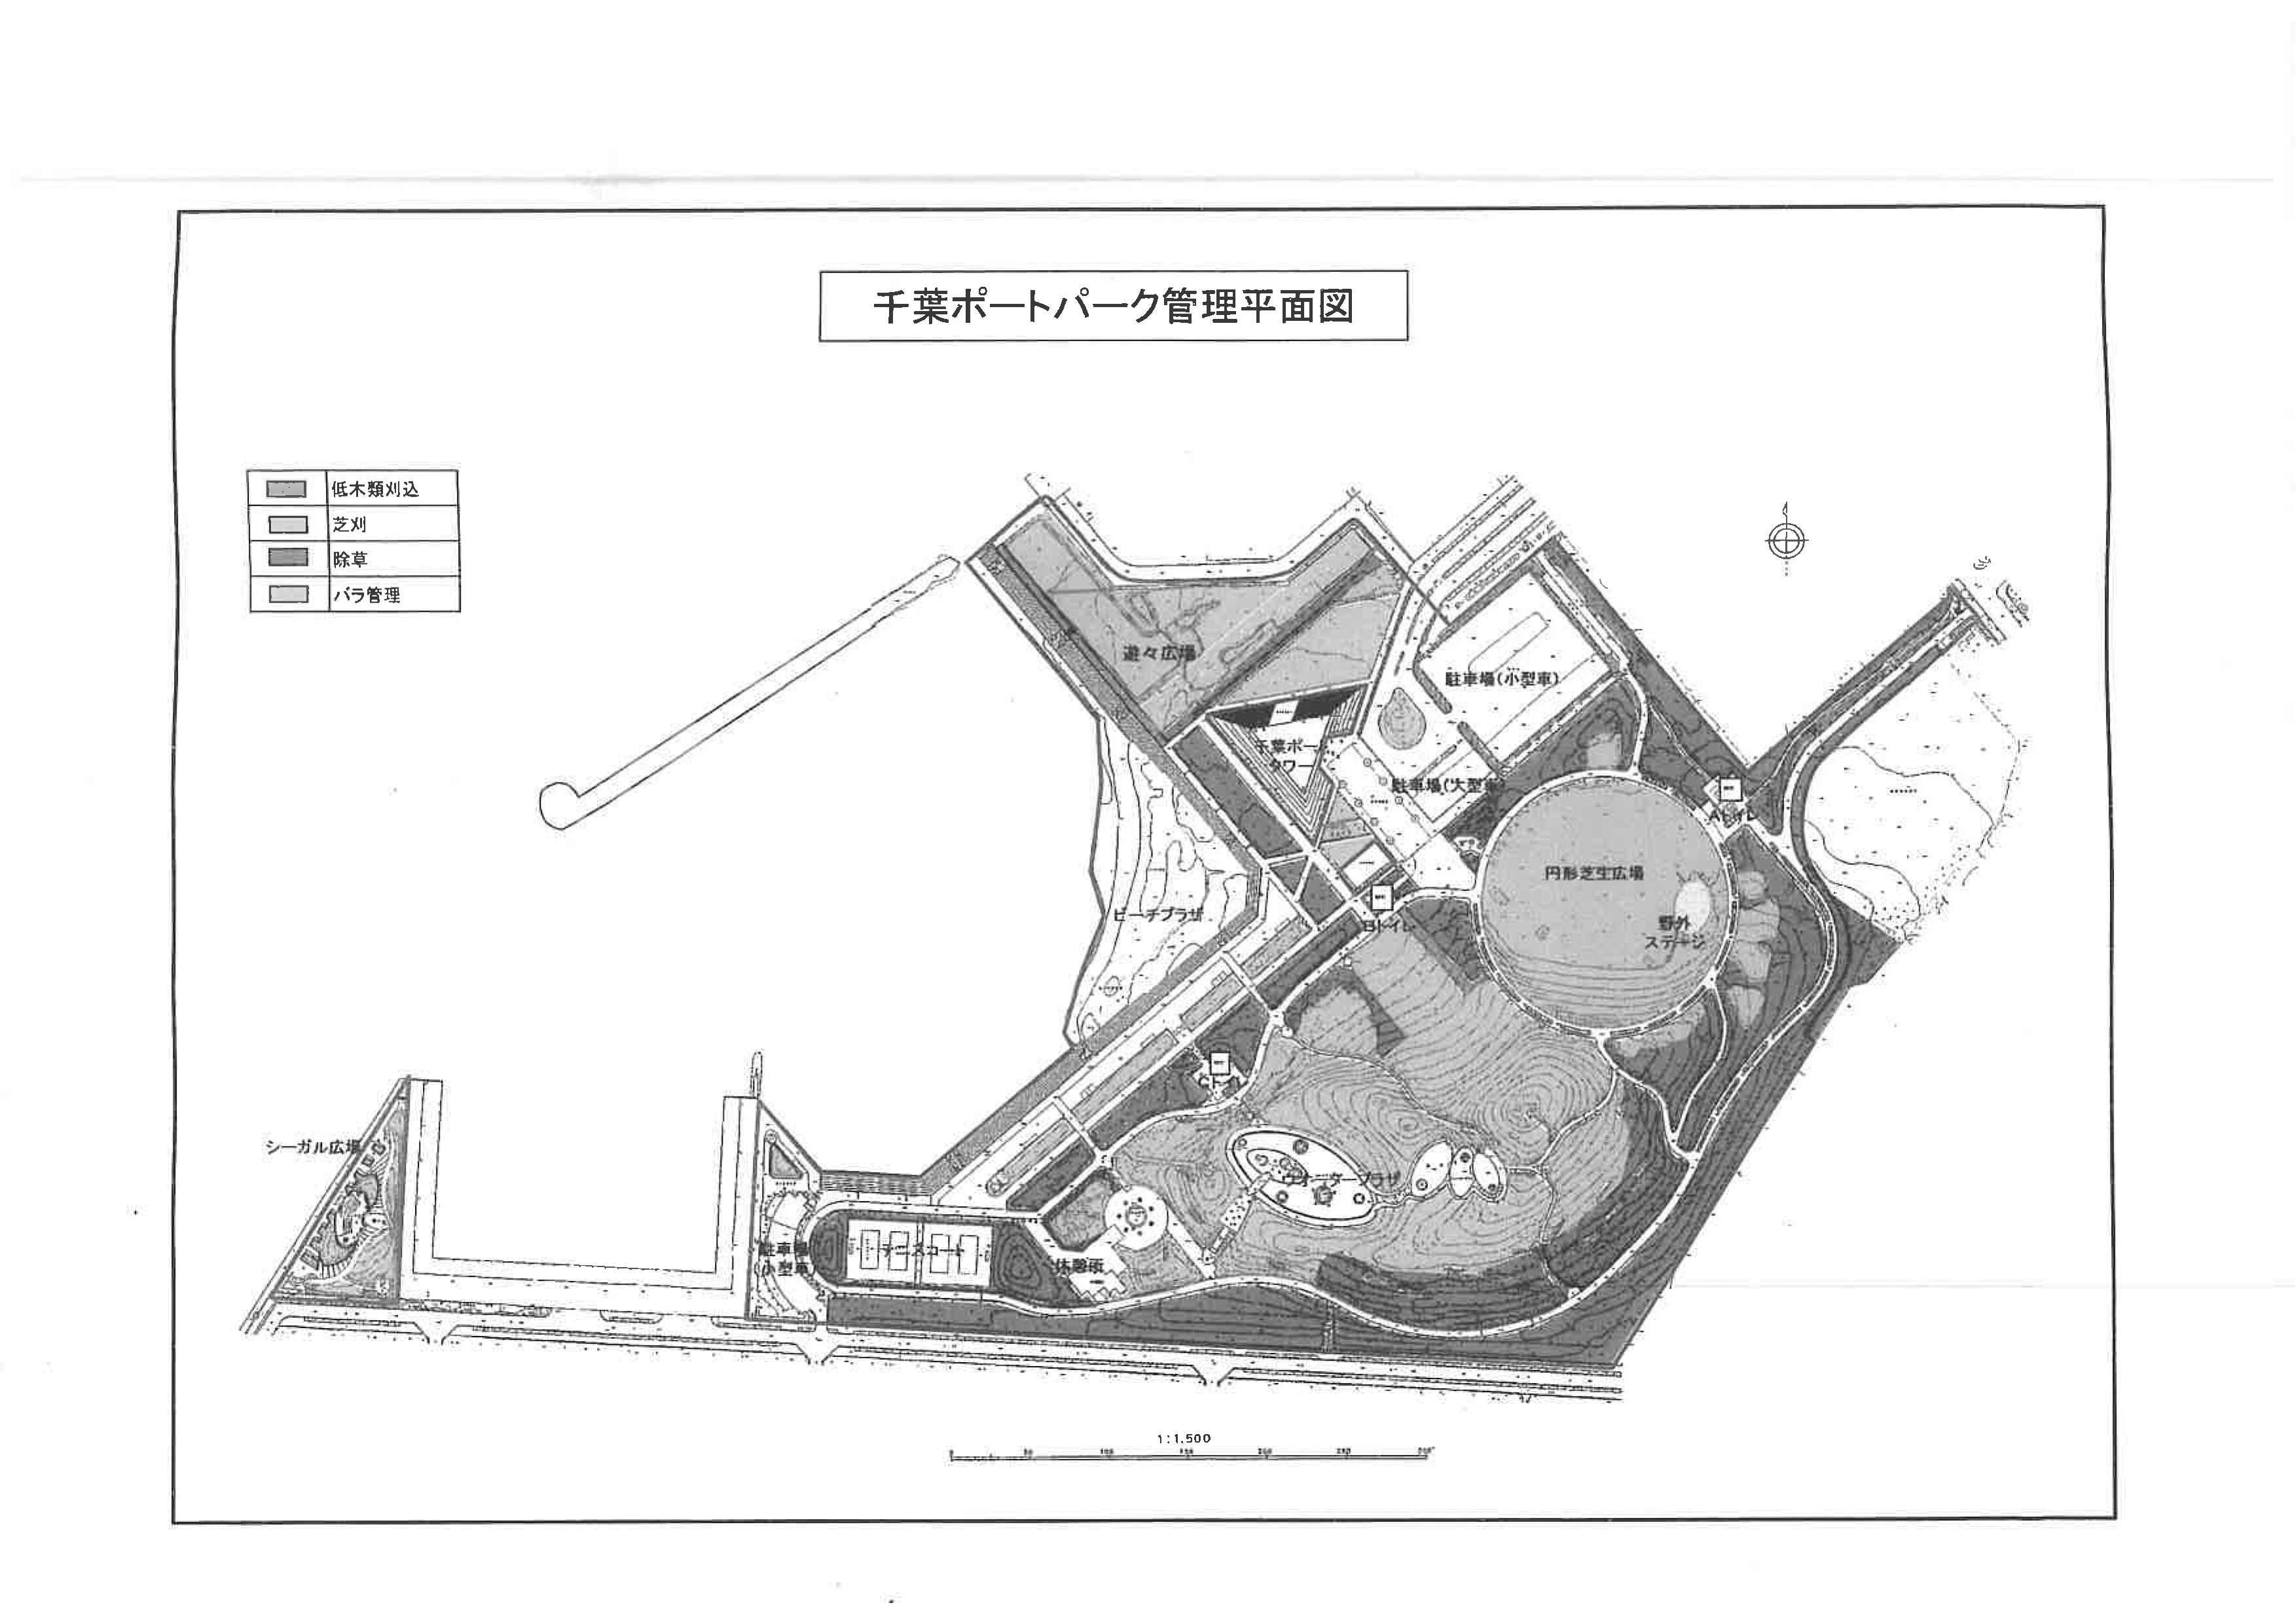 千葉ポートパーク管理平面図
低木類刈込
芝刈
除草
バラ管理
遊々広場
駐車場(小型車)
千葉ポー
タワー
駐車場(大型車)
Aトイレ
円形芝生広場
野外
ステージ
Bトイレ
ビーチプラザ
Cトイレ
シーガル広場
ウォータープラザ
駐車場
(小型車)
テニスコート
休憩所
1:1,500